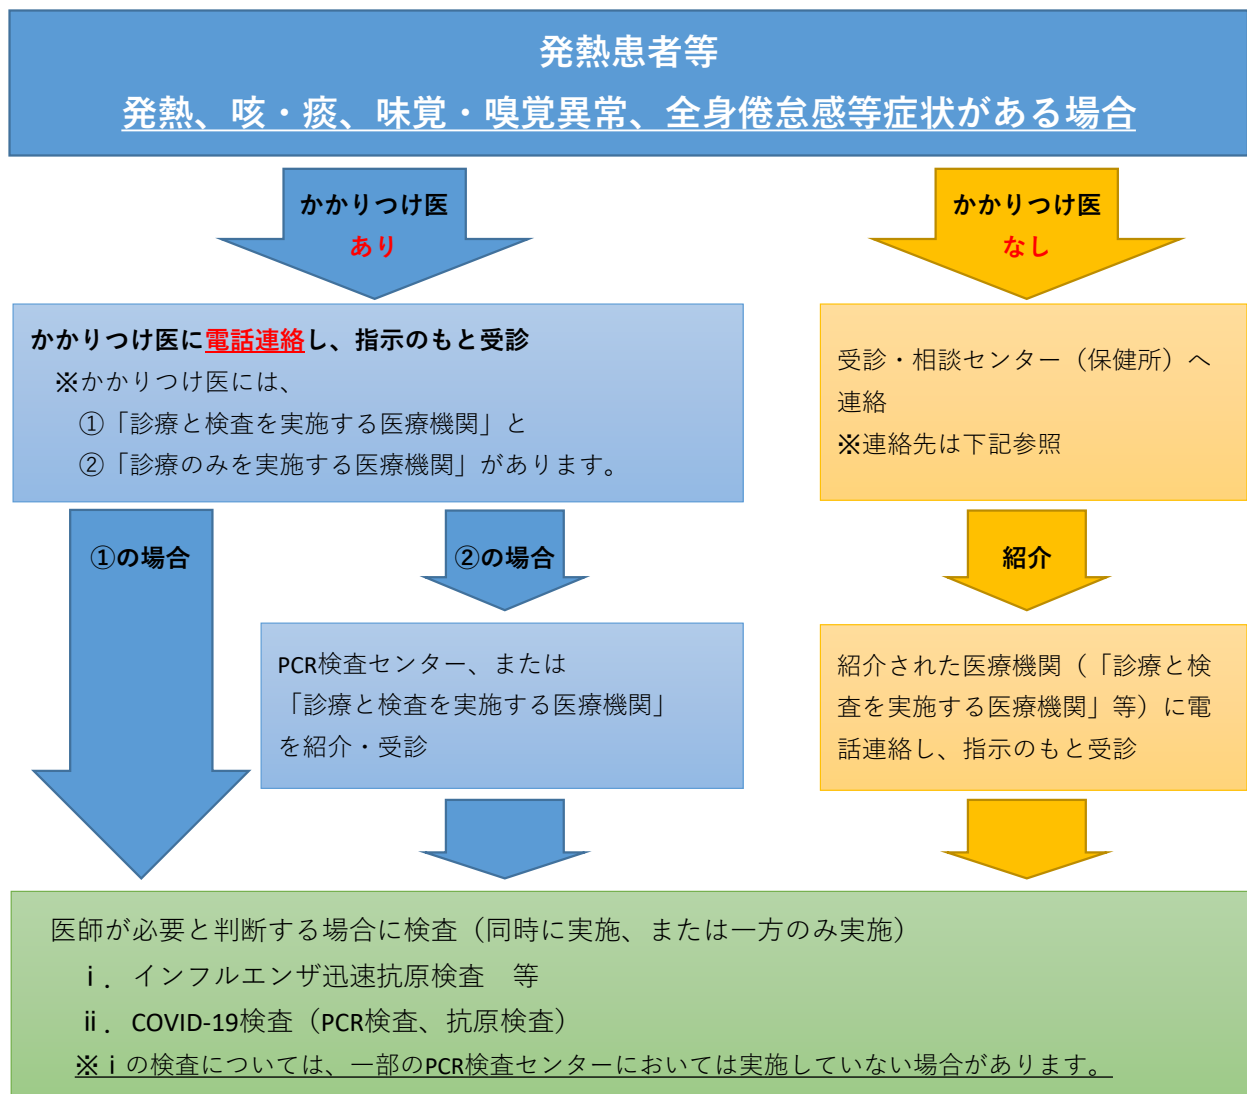 発熱患者等
発熱、咳・痰、味覚・嗅覚異常、全身倦怠感等症状がある場合
かかりつけ医
あり
かかりつけ医
なし
かかりつけ医に電話連絡し、指示のもと受診
※かかりつけ医には、
①「診療と検査を実施する医療機関」と
②「診療のみを実施する医療機関」があります。
受診・相談センター（保健所）へ
連絡
※連絡先は下記参照
①の場合
②の場合
紹介
PCR検査センター、または
「診療と検査を実施する医療機関」
を紹介・受診
紹介された医療機関（「診療と検
査を実施する医療機関」等）に電
話連絡し、指示のもと受診
医師が必要と判断する場合に検査（同時に実施、または一方のみ実施）
ⅰ．インフルエンザ迅速抗原検査　等
ⅱ．COVID-19検査（PCR検査、抗原検査）
※ⅰの検査については、一部のPCR検査センターにおいては実施していない場合があります。